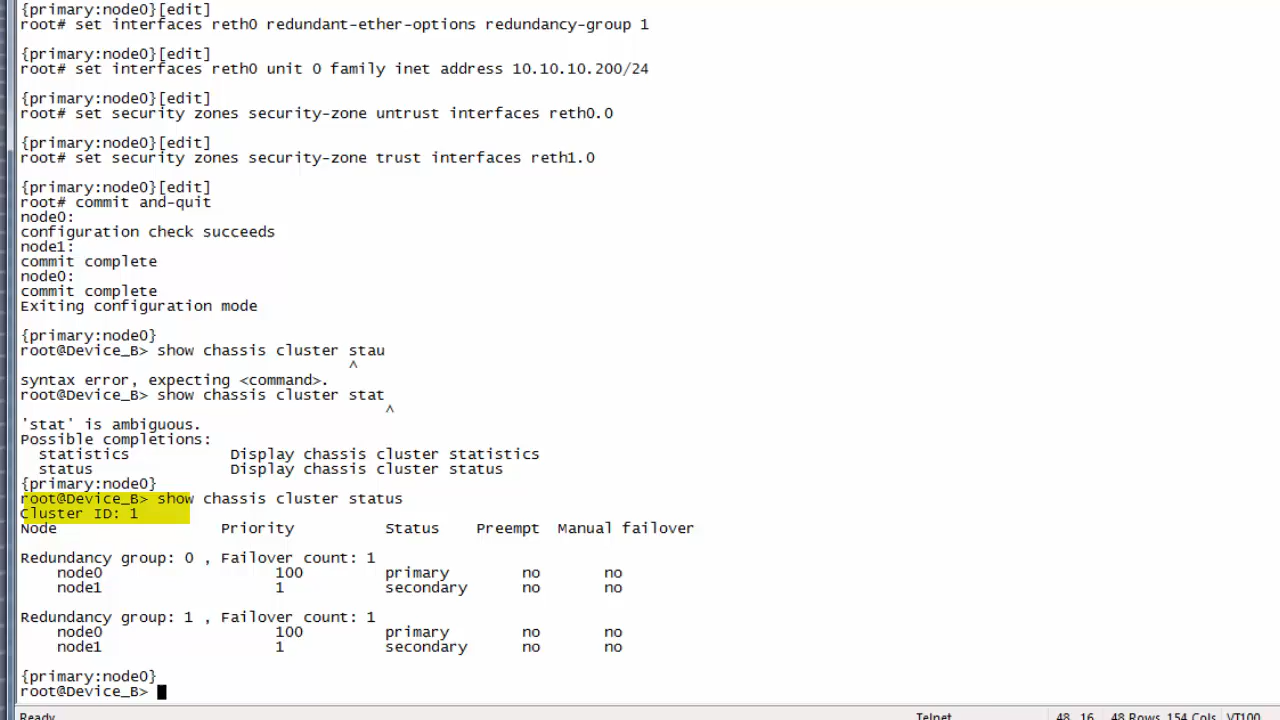 {primary:node0}[edit]
root# set interfaces reth0 redundant-ether-options redundancy-group 1
{primary:node0}[edit]
root# set interfaces reth0 unit 0 family inet address 10.10.10.200/24
{primary:node0}[edit]
root# set security zones security-zone untrust interfaces reth0.0
{primary:node0}[edit]
root# set security zones security-zone trust interfaces reth1.0
{primary:node0}[edit]
root# commit and-quit
node0:
configuration check succeeds
node1:
commit complete
node0:
commit complete
Exiting configuration mode
{primary:node0}
root@Device_B> show chassis cluster stau
^
syntax error, expecting <command>.
root@Device_B> show chassis cluster stat
^
'stat' is ambiguous.
Possible completions:
statistics Display chassis cluster statistics
status Display chassis cluster status
{primary:node0}
root@Device_B> show chassis cluster status
Cluster ID: 1
Node Priority Status Preempt Manual failover
Redundancy group: 0 , Failover count: 1
node0 100 primary no no
node1 1 secondary no no
Redundancy group: 1 , Failover count: 1
node0 100 primary no no
node1 1 secondary no no
{primary:node0}
root@Device_B>
Ready Telnet 48, 16 48 Rows, 154 Cols VT100